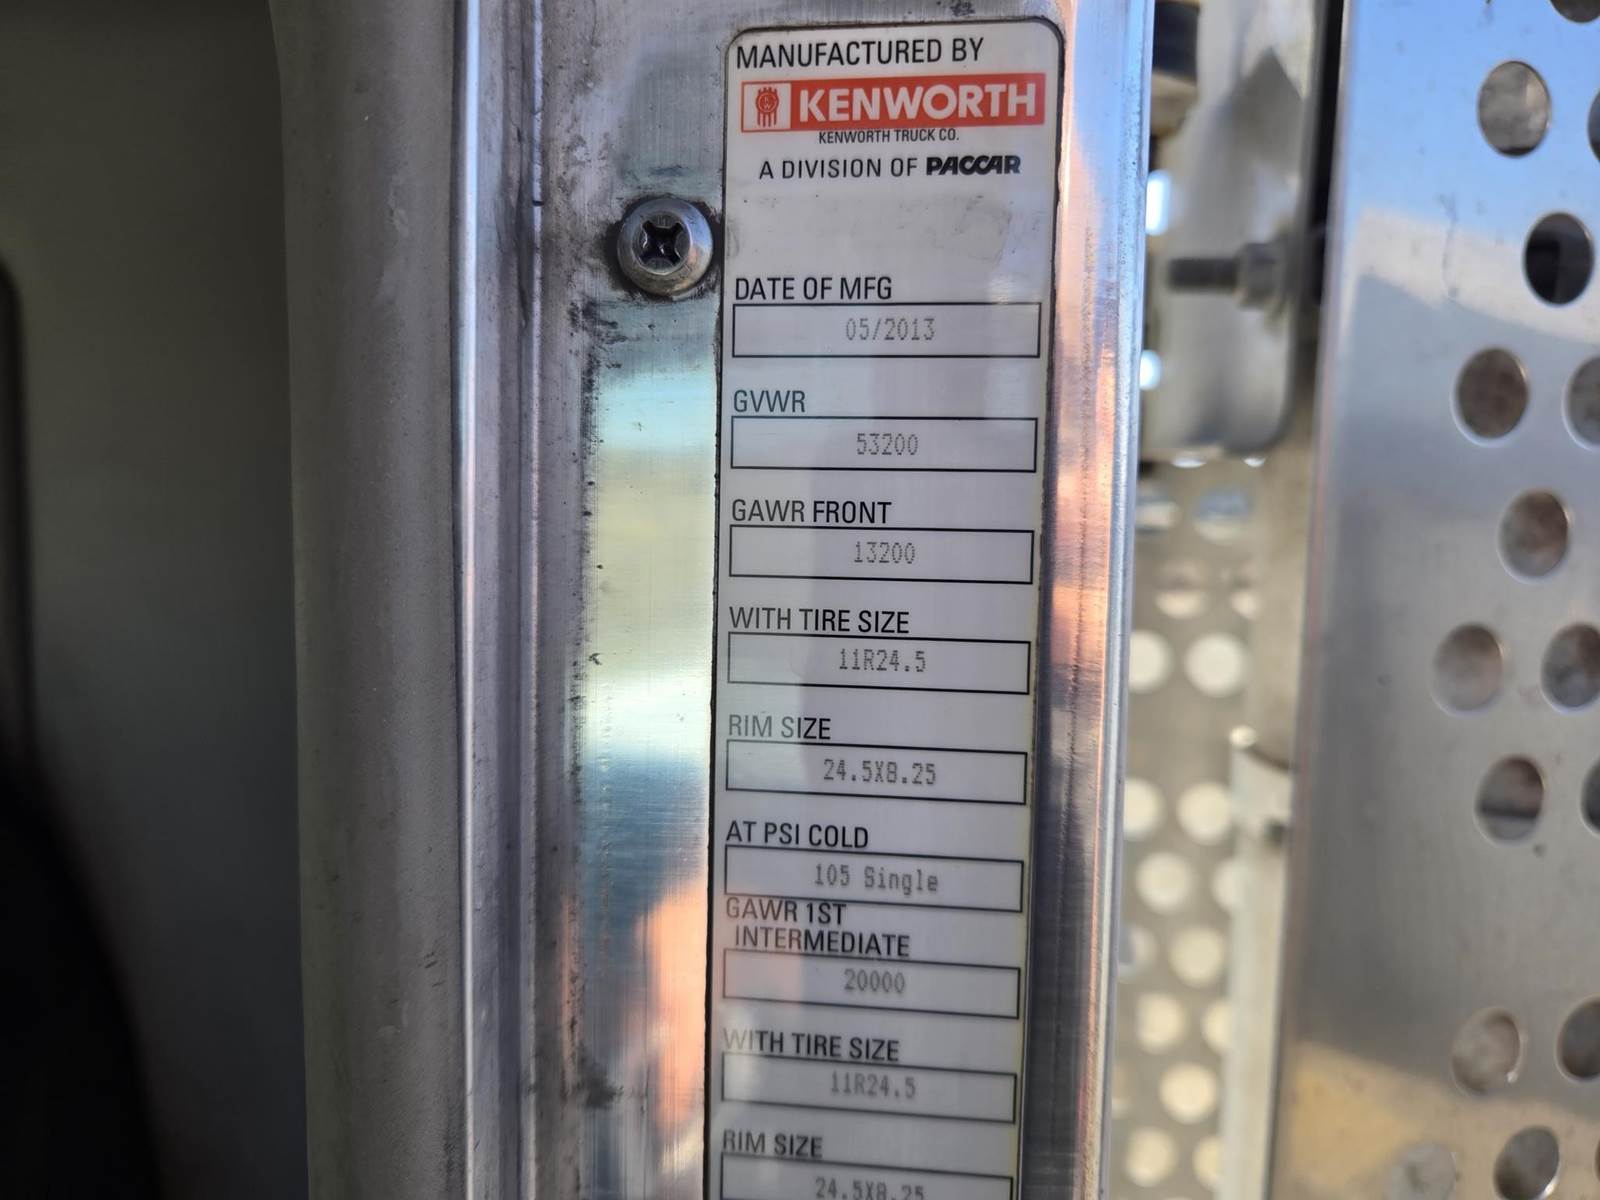 MANUFACTURED BY
KENWORTH
KENWORTH TRUCK CO.
A DIVISION OF PACCAR
DATE OF MFG
05/2013
GVWR
53200
GAWR FRONT
13200
WITH TIRE SIZE
11R24.5
RIM SIZE
24.5X8.25
AT PSI COLD
105 Single
GAWR 1ST
INTERMEDIATE
20000
WITH TIRE SIZE
11R24.5
RIM SIZE
24.5X8.25